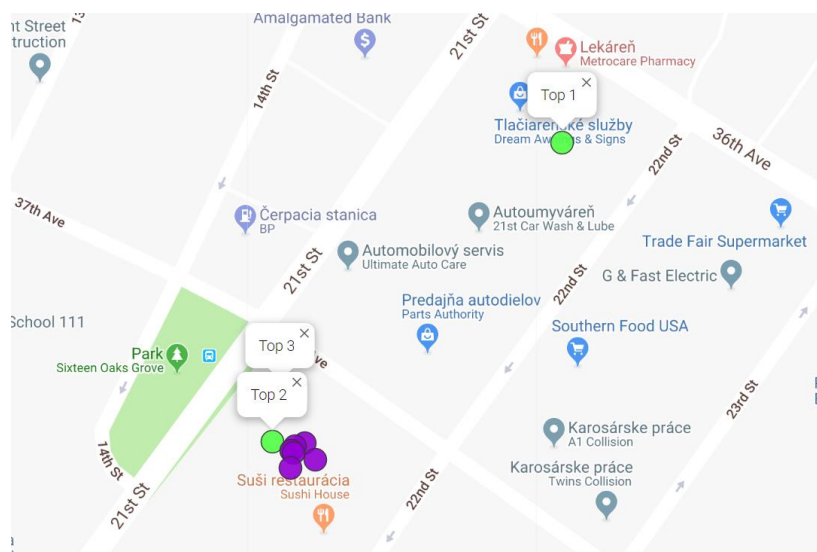 nt Street
truction
13
Amalgamated Bank
$
14th St
21st St
Lekáreň
Metrocare Pharmacy
Top 1
Tlačiarenské služby
Dream Aw gs & Signs
22nd St
36th Ave
37th Ave
Čerpacia stanica
BP
Autoumyváreň
21st Car Wash & Lube
Trade Fair Supermarket
21st St
Automobilový servis
Ultimate Auto Care
G & Fast Electric
22nd St
Predajňa autodielov
Parts Authority
School 111
Southern Food USA
Top 3
ve
Park
Sixteen Oaks Grove
Top 2
23rd St
Karosárske práce
A1 Collision
14th St
Suši reštaurácia
Sushi House
Karosárske práce
Twins Collision
22nd St
21st St